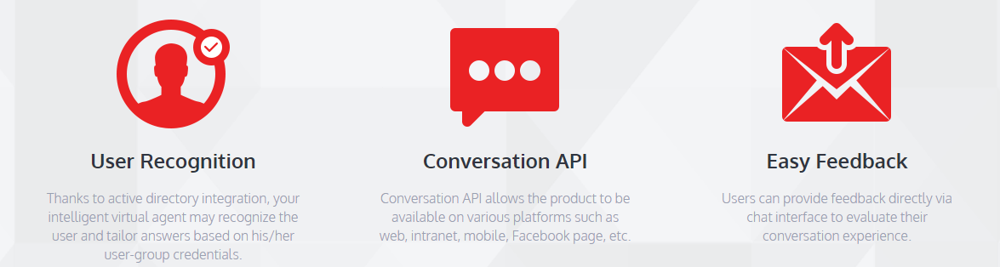 User Recognition
Thanks to active directory integration, your
intelligent virtual agent may recognize the
user and tailor answers based on his/her
user-group credentials.
Conversation API
Conversation API allows the product to be
available on various platforms such as
web, intranet, mobile, Facebook page, etc.
Easy Feedback
Users can provide feedback directly via
chat interface to evaluate their
conversation experience.